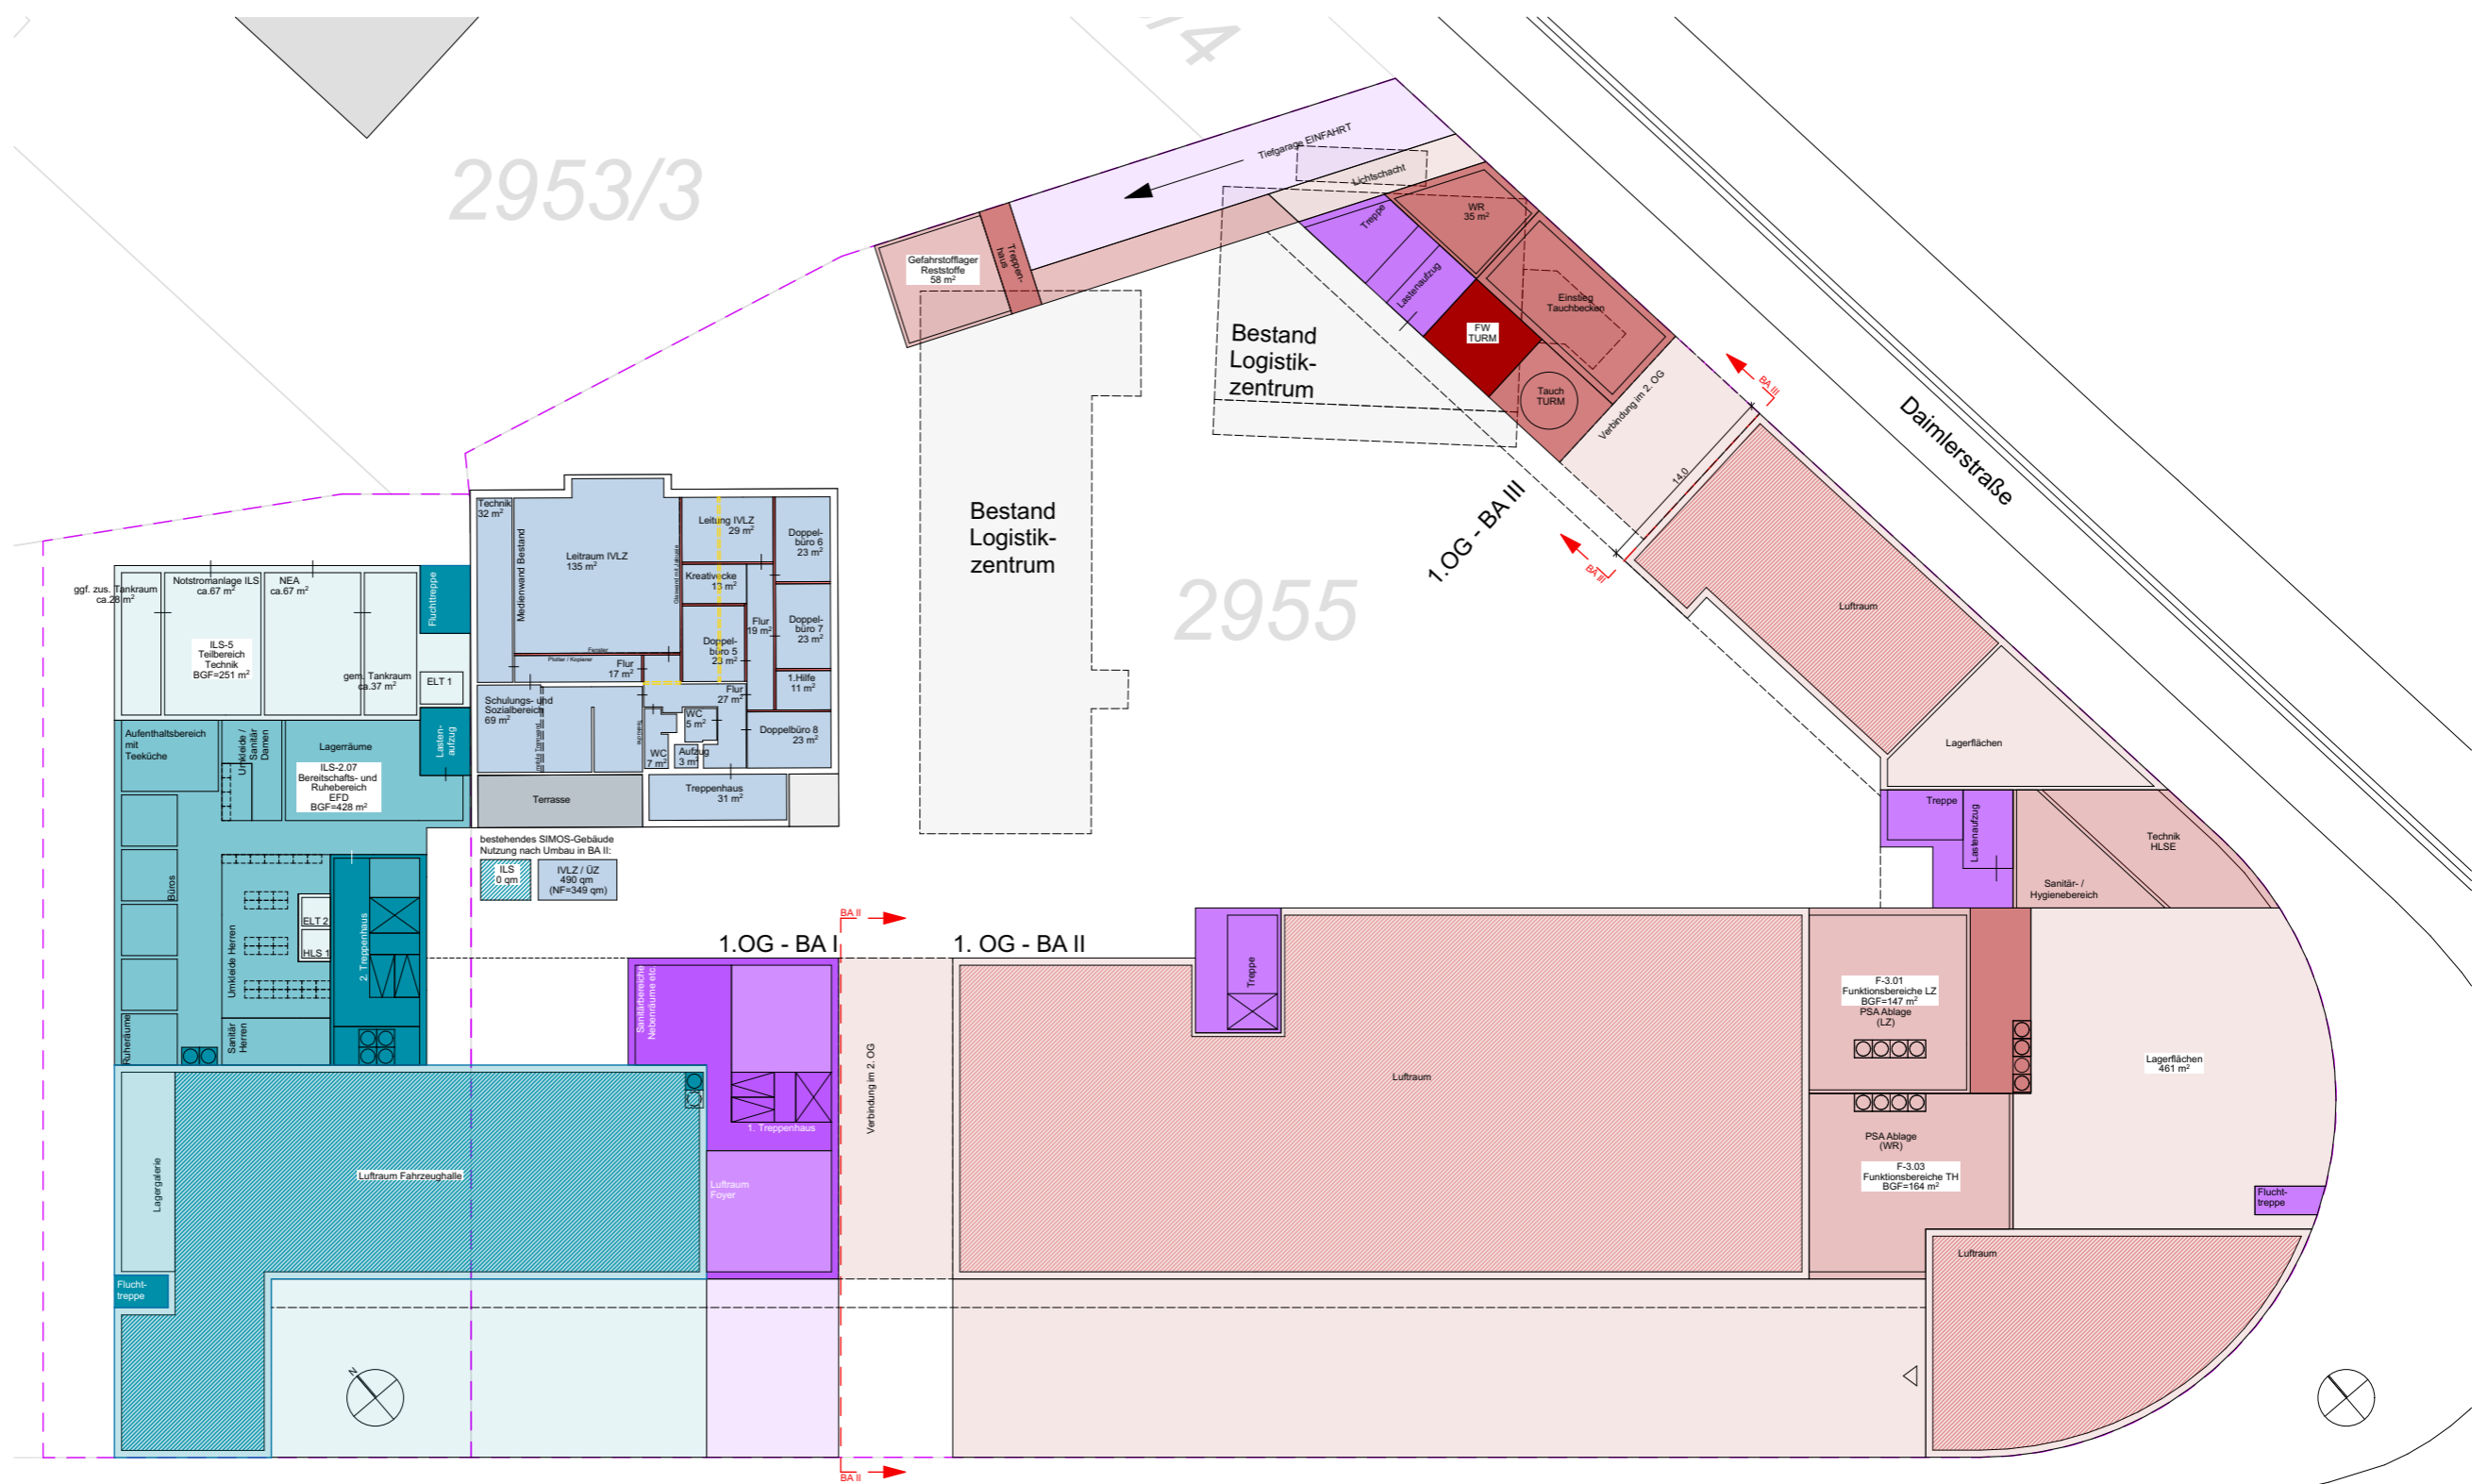 /4
2953/3
Tiefgarage EINFAHRT
Lichtschacht
Treppe
WR
35 m²
Gefahrstofflager
Reststoffe
58 m²
Treppen-
haus
Lastenaufzug
Einstieg
Tauchbecken
FW
TURM
Bestand
Logistik-
zentrum
Tauch
TURM
Verbindung im 2. OG
BA III
Daimlerstraße
14,0
1.OG - BA III
BA III
Bestand
Logistik-
zentrum
2955
Luftraum
Lagerflächen
Technik
32 m²
Medienwand Bestand
Leitraum IVLZ
135 m²
Leitung IVLZ
29 m²
Doppel-
büro 6
23 m²
Kreativecke
13 m²
Flur
19 m²
Doppel-
büro 7
23 m²
Doppel-
büro 5
23 m²
Fenster
Plotter / Kopierer
Flur
17 m²
1.Hilfe
11 m²
Flur
27 m²
Schulungs- und
Sozialbereich
69 m²
WC
5 m²
Doppelbüro 8
23 m²
WC
7 m²
Aufzug
3 m²
Treppenhaus
31 m²
Terrasse
ggf. zus. Tankraum
ca.28 m²
Notstromanlage ILS
ca.67 m²
NEA
ca.67 m²
Fluchttreppe
ILS-5
Teilbereich
Technik
BGF=251 m²
gem. Tankraum
ca.37 m²
ELT 1
Aufenthaltsbereich
mit
Teeküche
Umkleide /
Sanitär
Damen
Lagerräume
Lasten-
aufzug
ILS-2.07
Bereitschafts- und
Ruhebereich
EFD
BGF=428 m²
bestehendes SIMOS-Gebäude
Nutzung nach Umbau in BA II:
ILS
0 qm
IVLZ / ÜZ
490 qm
(NF=349 qm)
Büros
Umkleide Herren
ELT 2
HLS 1
2. Treppenhaus
Ruheräume
Sanitär
Herren
Treppe
Lastenaufzug
Technik
HLSE
Sanitär- /
Hygienebereich
BA II
1.OG - BA I
1. OG - BA II
Sanitärbereiche
Nebenräume etc.
Treppe
Verbindung im 2. OG
1. Treppenhaus
Luftraum
Foyer
Luftraum
F-3.01
Funktionsbereiche LZ
BGF=147 m²
PSA Ablage
(LZ)
Lagerflächen
461 m²
PSA Ablage
(WR)
F-3.03
Funktionsbereiche TH
BGF=164 m²
Flucht-
treppe
Luftraum
Lagergalerie
Luftraum Fahrzeughalle
Flucht-
treppe
N
BA II